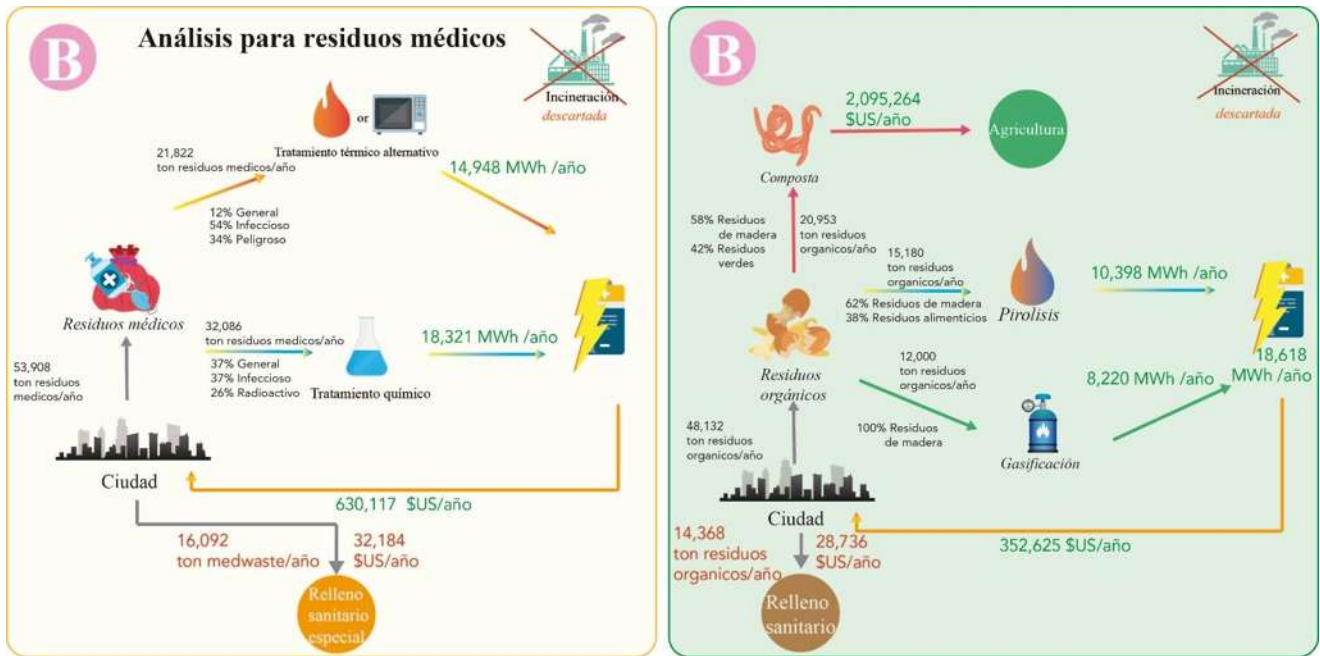 B
Análisis para residuos médicos
Incineración
descartada
or
Tratamiento térmico alternativo
21,822
ton residuos medicos/año
14,948 MWh /año
12% General
54% Infeccioso
34% Peligroso
Residuos médicos
32,086
ton residuos medicos/año
18,321 MWh /año
37% General
37% Infeccioso
26% Radioactivo
Tratamiento químico
53,908
ton residuos
medicos/año
Ciudad
630,117 $US/año
16,092
ton medwaste/año
32,184
$US/año
Relleno
sanitario
especial
B
Incineración
descartada
2,095,264
$US/año
Agricultura
Composta
58% Residuos
de madera
42% Residuos
verdes
20,953
ton residuos
organicos/año
15,180
ton residuos
organicos/año
62% Residuos de madera
38% Residuos alimenticios
Pirolisis
10,398 MWh /año
Residuos
orgánicos
12,000
ton residuos
organicos/año
8,220 MWh /año
18,618
MWh /año
100% Residuos
de madera
Gasificación
48,132
ton residuos
organicos/año
Ciudad
352,625 $US/año
14,368
ton residuos
organicos/año
28,736
$US/año
Relleno
sanitario